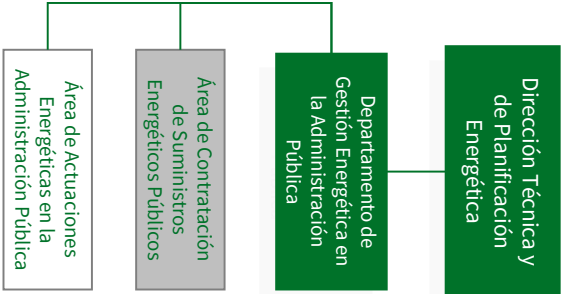 Dirección Técnica y
de Planificación
Energética
Departamento de
Gestión Energética en
la Administración
Pública
Área de Contratación
de Suministros
Energéticos Públicos
Área de Actuaciones
Energéticas en la
Administración Pública